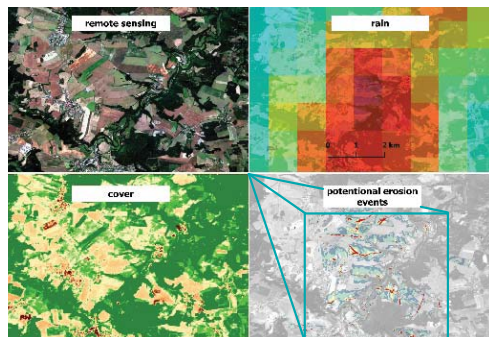 remote sensing
rain
0 1 2 km
cover
potentional erosion
events